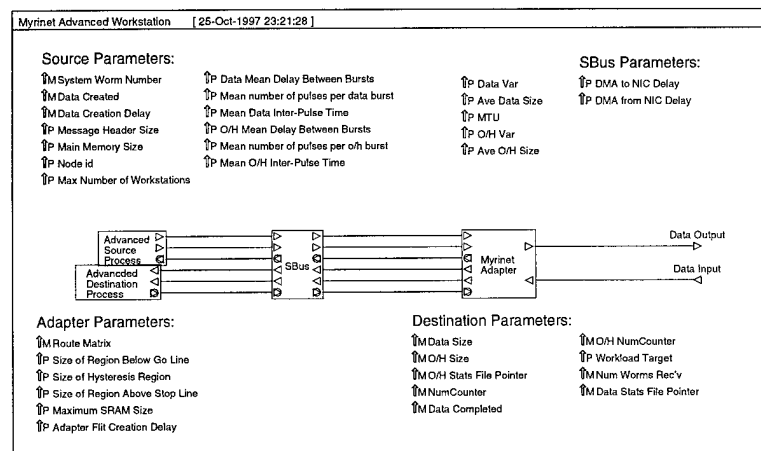 Myrinet Advanced Workstation [ 25-Oct-1997 23:21:28 ]
Source Parameters:
⇑M System Worm Number
⇑M Data Created
⇑M Data Creation Delay
⇑P Message Header Size
⇑P Main Memory Size
⇑P Node id
⇑P Max Number of Workstations
⇑P Data Mean Delay Between Bursts
⇑P Mean number of pulses per data burst
⇑P Mean Data Inter-Pulse Time
⇑P O/H Mean Delay Between Bursts
⇑P Mean number of pulses per o/h burst
⇑P Mean O/H Inter-Pulse Time
⇑P Data Var
⇑P Ave Data Size
⇑P MTU
⇑P O/H Var
⇑P Ave O/H Size
SBus Parameters:
⇑P DMA to NIC Delay
⇑P DMA from NIC Delay
Advanced
Source
Process
Advancded
Destination
Process
SBus
Myrinet
Adapter
Data Output
Data Input
Adapter Parameters:
⇑M Route Matrix
⇑P Size of Region Below Go Line
⇑P Size of Hysteresis Region
⇑P Size of Region Above Stop Line
⇑P Maximum SRAM Size
⇑P Adapter Flit Creation Delay
Destination Parameters:
⇑M Data Size
⇑M O/H Size
⇑M O/H Stats File Pointer
⇑M NumCounter
⇑M Data Completed
⇑M O/H NumCounter
⇑P Workload Target
⇑M Num Worms Rec'v
⇑M Data Stats File Pointer